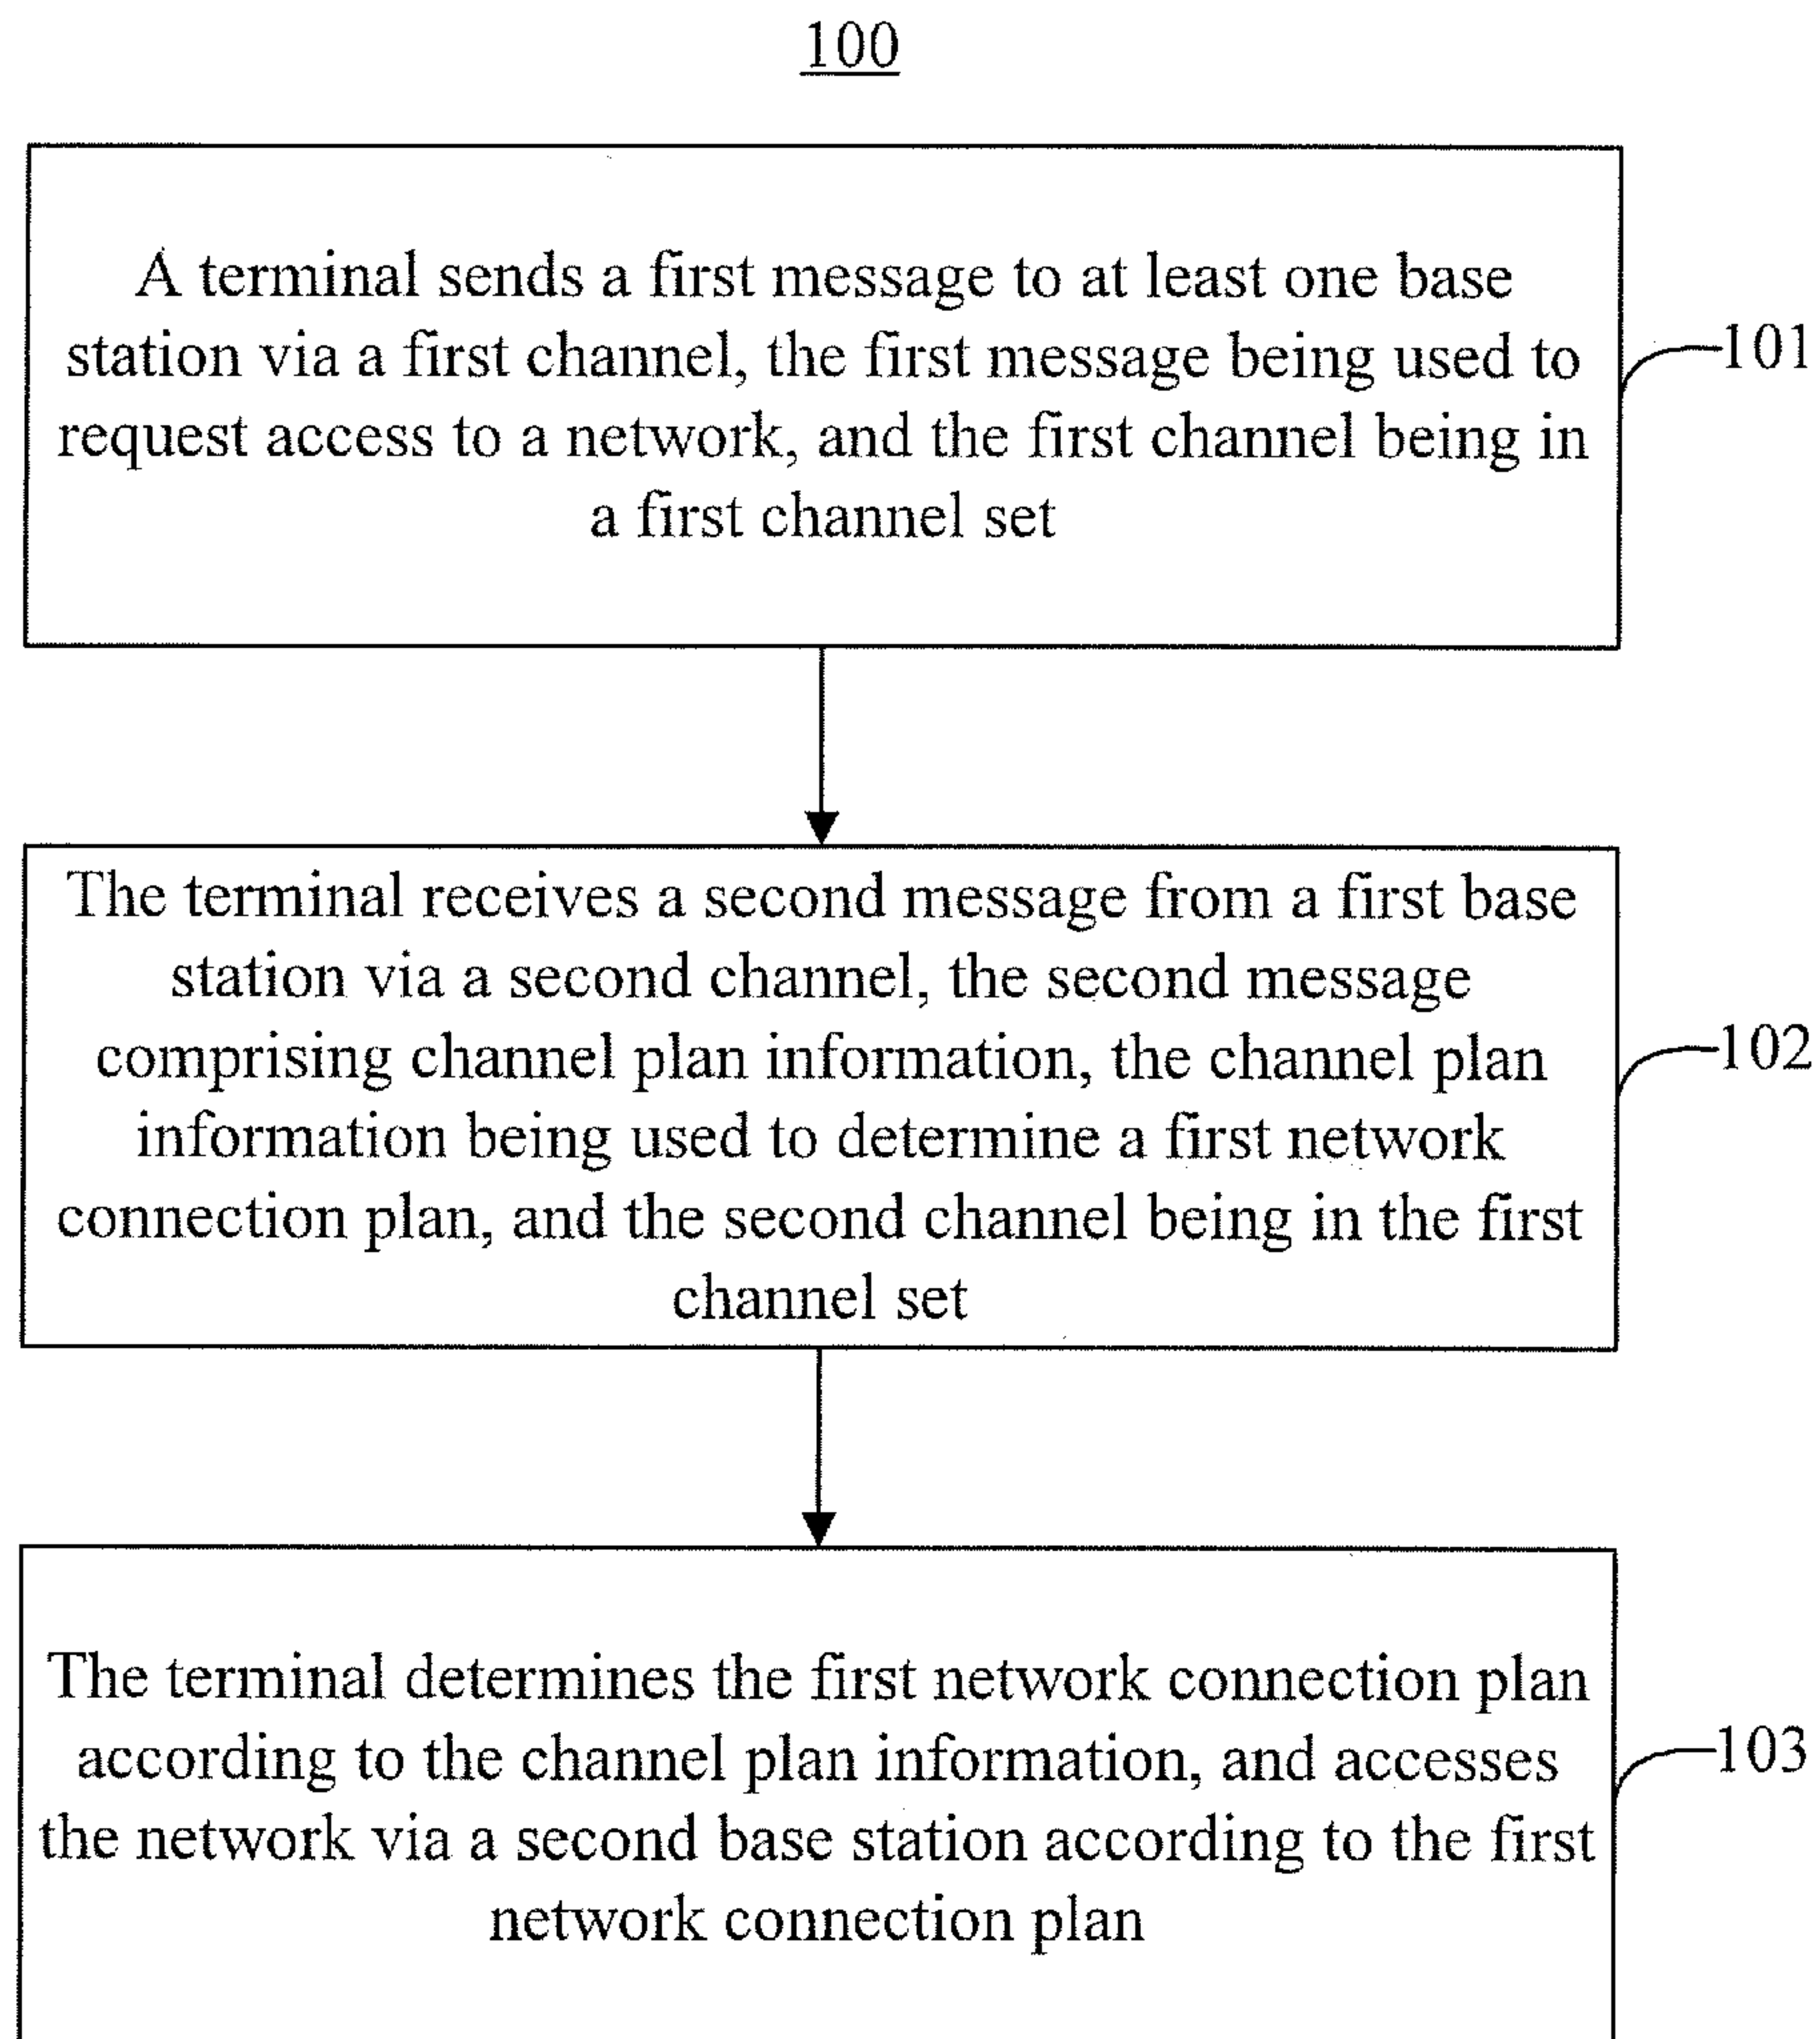 100
A terminal sends a first message to at least one base
station via a first channel, the first message being used to
request access to a network, and the first channel being in
a first channel set
101
The terminal receives a second message from a first base
station via a second channel, the second message
comprising channel plan information, the channel plan
information being used to determine a first network
connection plan, and the second channel being in the first
channel set
102
The terminal determines the first network connection plan
according to the channel plan information, and accesses
the network via a second base station according to the first
network connection plan
103